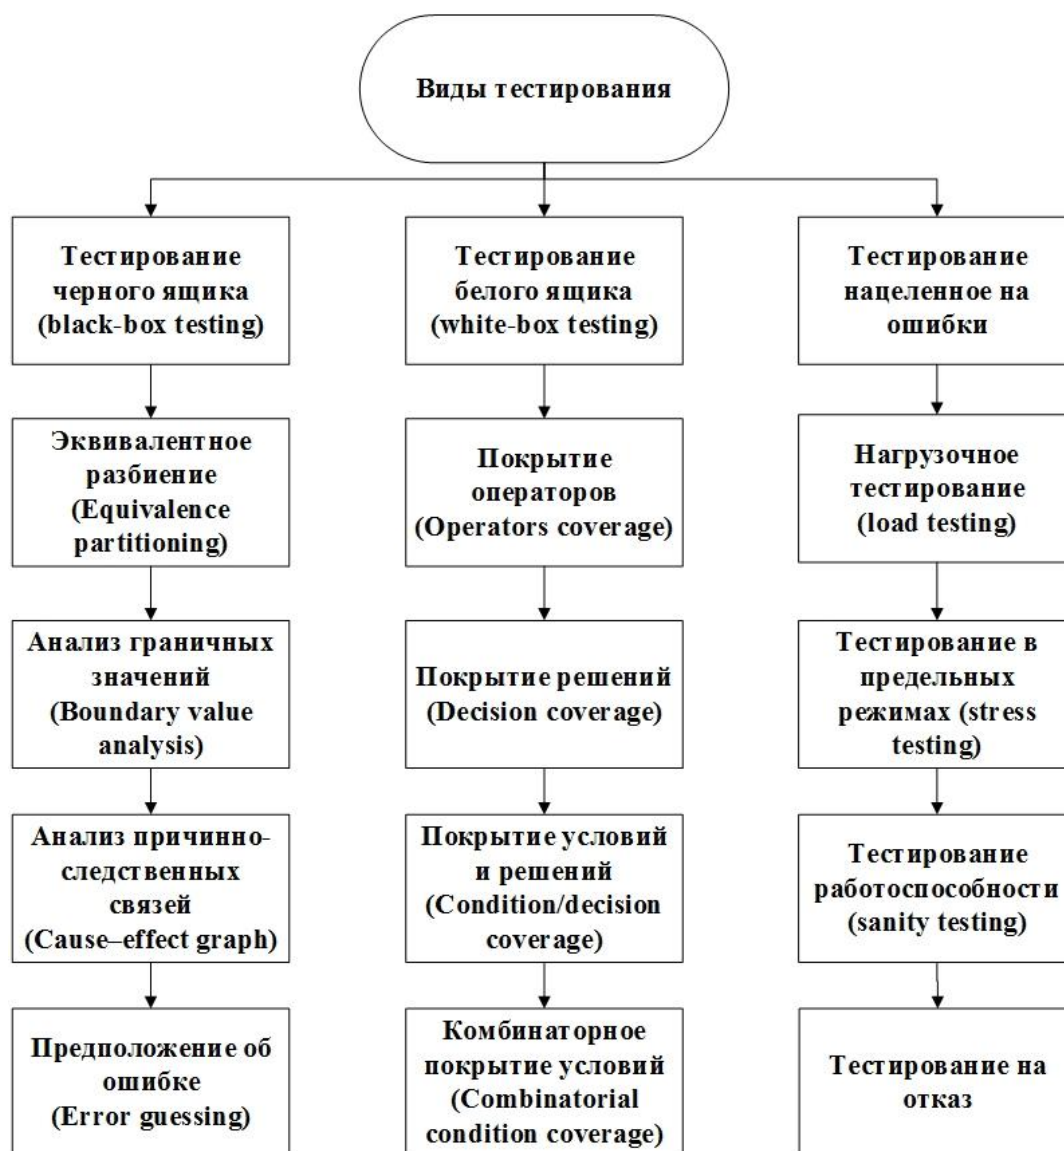 Виды тестирования
Тестирование
черного ящика
(black-box testing)
Тестирование
белого ящика
(white-box testing)
Тестирование
нацеленное на
ошибки
Эквивалентное
разбиение
(Equivalence
partitioning)
Покрытие
операторов
(Operators coverage)
Нагрузочное
тестирование
(load testing)
Анализ граничных
значений
(Boundary value
analysis)
Покрытие решений
(Decision coverage)
Тестирование в
предельных
режимах (stress
testing)
Анализ причинно-
следственных
связей
(Cause–effect graph)
Покрытие условий
и решений
(Condition/decision
coverage)
Тестирование
работоспособности
(sanity testing)
Предположение об
ошибке
(Error guessing)
Комбинаторное
покрытие условий
(Combinatorial
condition coverage)
Тестирование на
отказ